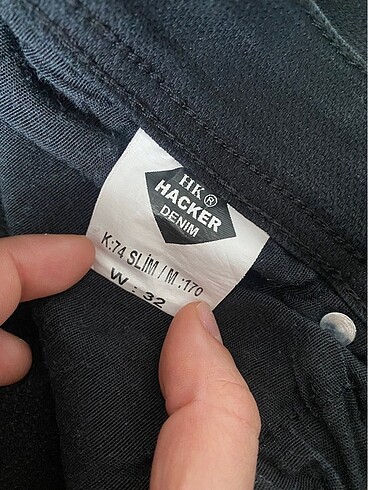 HK®
HACKER
DENIM
K:74 SLİM / M :170
W : 32